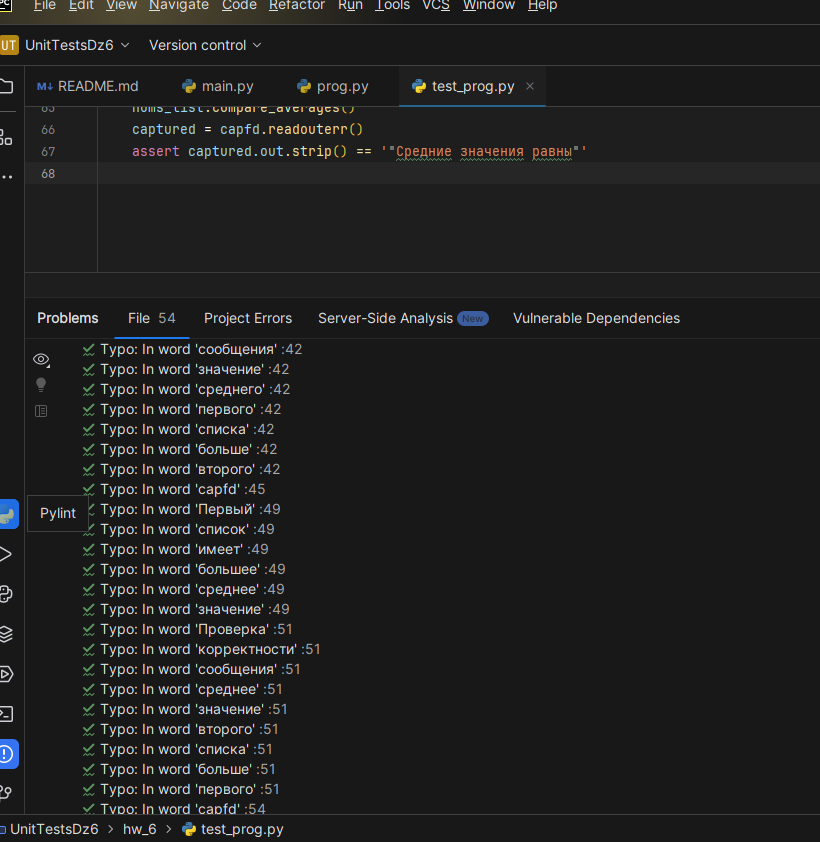 File Edit View Navigate Code Refactor Run Tools VCS Window Help
UT UnitTestsDz6 Version control
README.md main.py prog.py test_prog.py
65 nums_list.compare_averages()
66 captured = capfd.readouterr()
67 assert captured.out.strip() == '"Средние значения равны"'
68
Problems File 54 Project Errors Server-Side Analysis New Vulnerable Dependencies
Typo: In word 'сообщения' :42
Typo: In word 'значение' :42
Typo: In word 'среднего' :42
Typo: In word 'первого' :42
Typo: In word 'списка' :42
Typo: In word 'больше' :42
Typo: In word 'второго' :42
Typo: In word 'capfd' :45
Pylint
Typo: In word 'Первый' :49
Typo: In word 'список' :49
Typo: In word 'имеет' :49
Typo: In word 'большее' :49
Typo: In word 'среднее' :49
Typo: In word 'значение' :49
Typo: In word 'Проверка' :51
Typo: In word 'корректности' :51
Typo: In word 'сообщения' :51
Typo: In word 'среднее' :51
Typo: In word 'значение' :51
Typo: In word 'второго' :51
Typo: In word 'списка' :51
Typo: In word 'больше' :51
Typo: In word 'первого' :51
Typo: In word 'capfd' :54
UnitTestsDz6 > hw_6 > test_prog.py